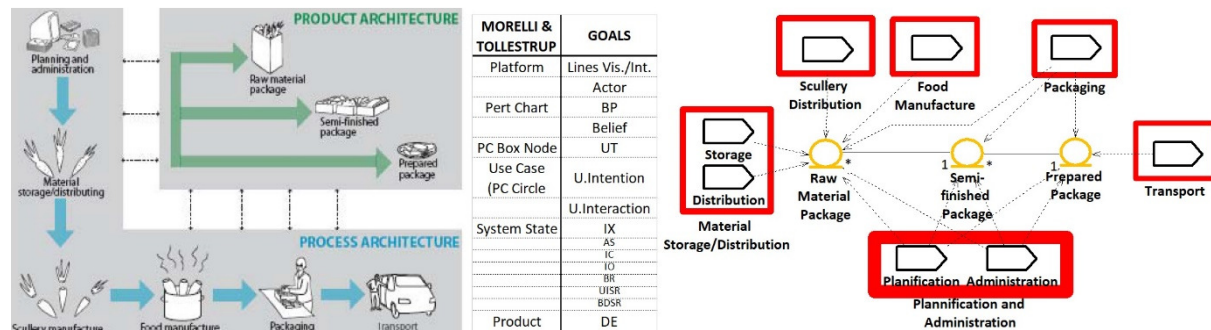 PRODUCT ARCHITECTURE
Planning and
administration
Raw material
package
Semi-finished
package
Prepared
package
Material
storage/distributing
PROCESS ARCHITECTURE
Scullery manufacture
Food manufacture
Packaging
Transport
MORELLI &
TOLLESTRUP
GOALS
Platform
Lines Vis./Int.
Actor
Pert Chart
BP
Belief
PC Box Node
UT
Use Case
(PC Circle
U.Intention
U.Interaction
System State
IX
AS
IC
IO
BR
UISR
BDSR
Product
DE
Scullery
Distribution
Food
Manufacture
Packaging
Storage
Distribution
Material
Storage/Distribution
*
1
*
1
Raw
Material
Package
Semi-
finished
Package
Prepared
Package
Transport
Planification
Administration
Plannification and
Administration